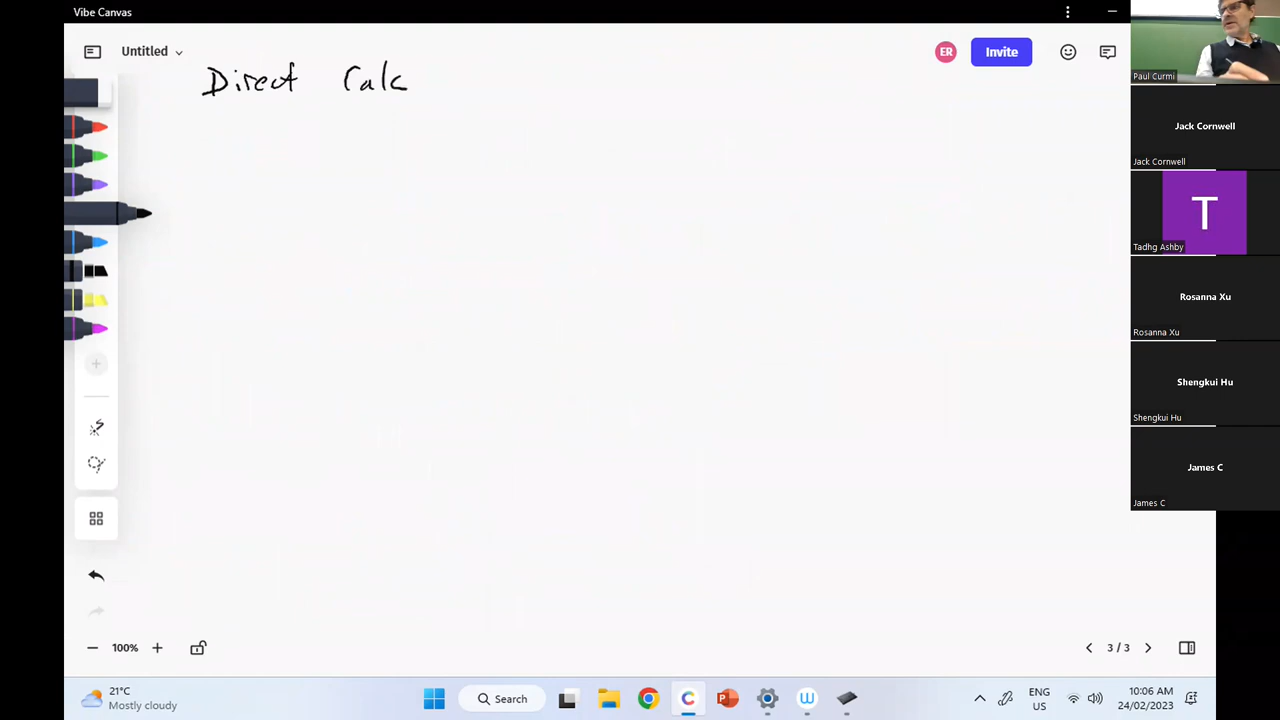 Vibe Canvas
Untitled
ER
Invite
Direct Calc
Paul Curmi
Jack Cornwell
Jack Cornwell
T
Tadhg Ashby
Rosanna Xu
Rosanna Xu
Shengkui Hu
Shengkui Hu
James C
James C
100%
3 / 3
21°C
Mostly cloudy
Search
ENG
US
10:06 AM
24/02/2023